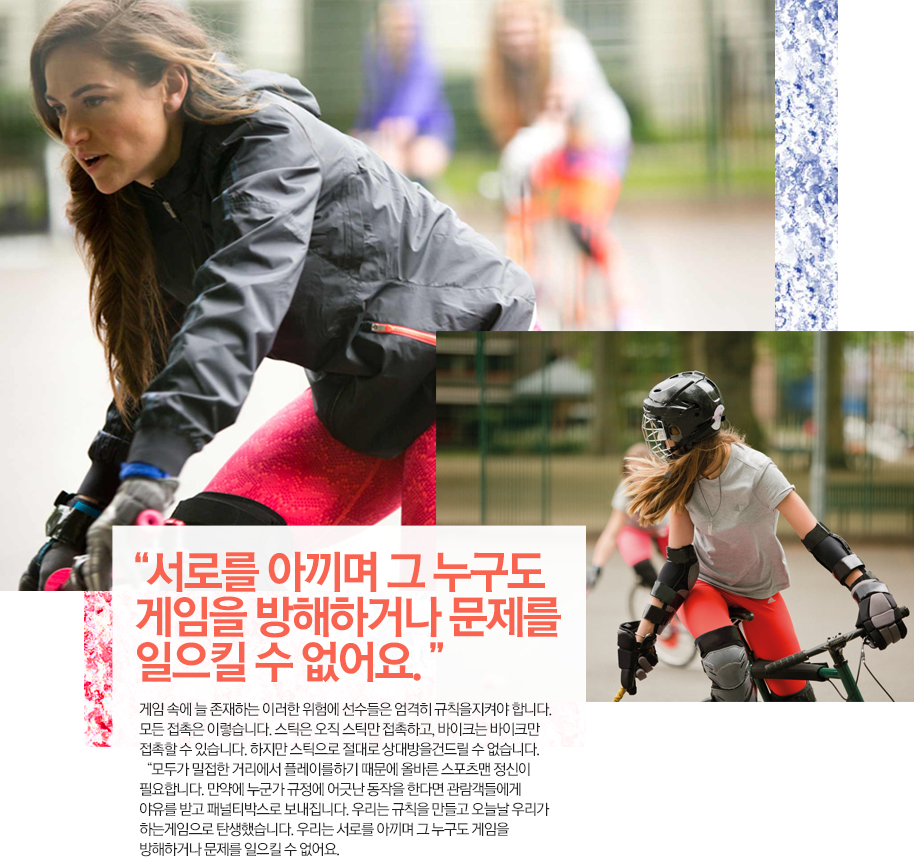 “서로를 아끼며 그 누구도
게임을 방해하거나 문제를
일으킬 수 없어요.”
게임 속에 늘 존재하는 이러한 위험에 선수들은 엄격히 규칙을지켜야 합니다.
모든 접촉은 이렇습니다. 스틱은 오직 스틱만 접촉하고, 바이크는 바이크만
접촉할 수 있습니다. 하지만 스틱으로 절대로 상대방을건드릴 수 없습니다.
“모두가 밀접한 거리에서 플레이를하기 때문에 올바른 스포츠맨 정신이
필요합니다. 만약에 누군가 규정에 어긋난 동작을 한다면 관람객들에게
야유를 받고 패널티박스로 보내집니다. 우리는 규칙을 만들고 오늘날 우리가
하는게임으로 탄생했습니다. 우리는 서로를 아끼며 그 누구도 게임을
방해하거나 문제를 일으킬 수 없어요.